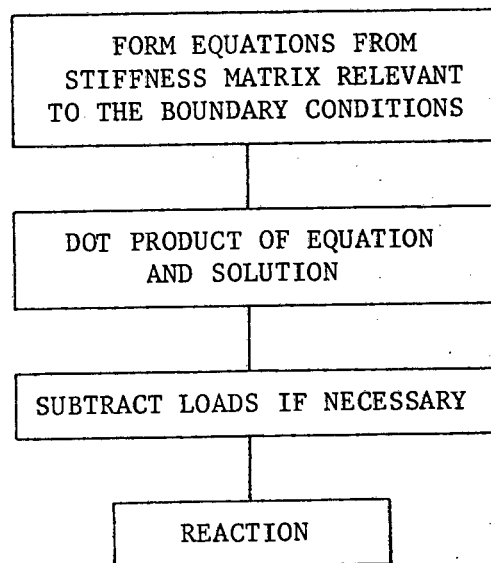 FORM EQUATIONS FROM
STIFFNESS MATRIX RELEVANT
TO THE BOUNDARY CONDITIONS
DOT PRODUCT OF EQUATION
AND SOLUTION
SUBTRACT LOADS IF NECESSARY
REACTION